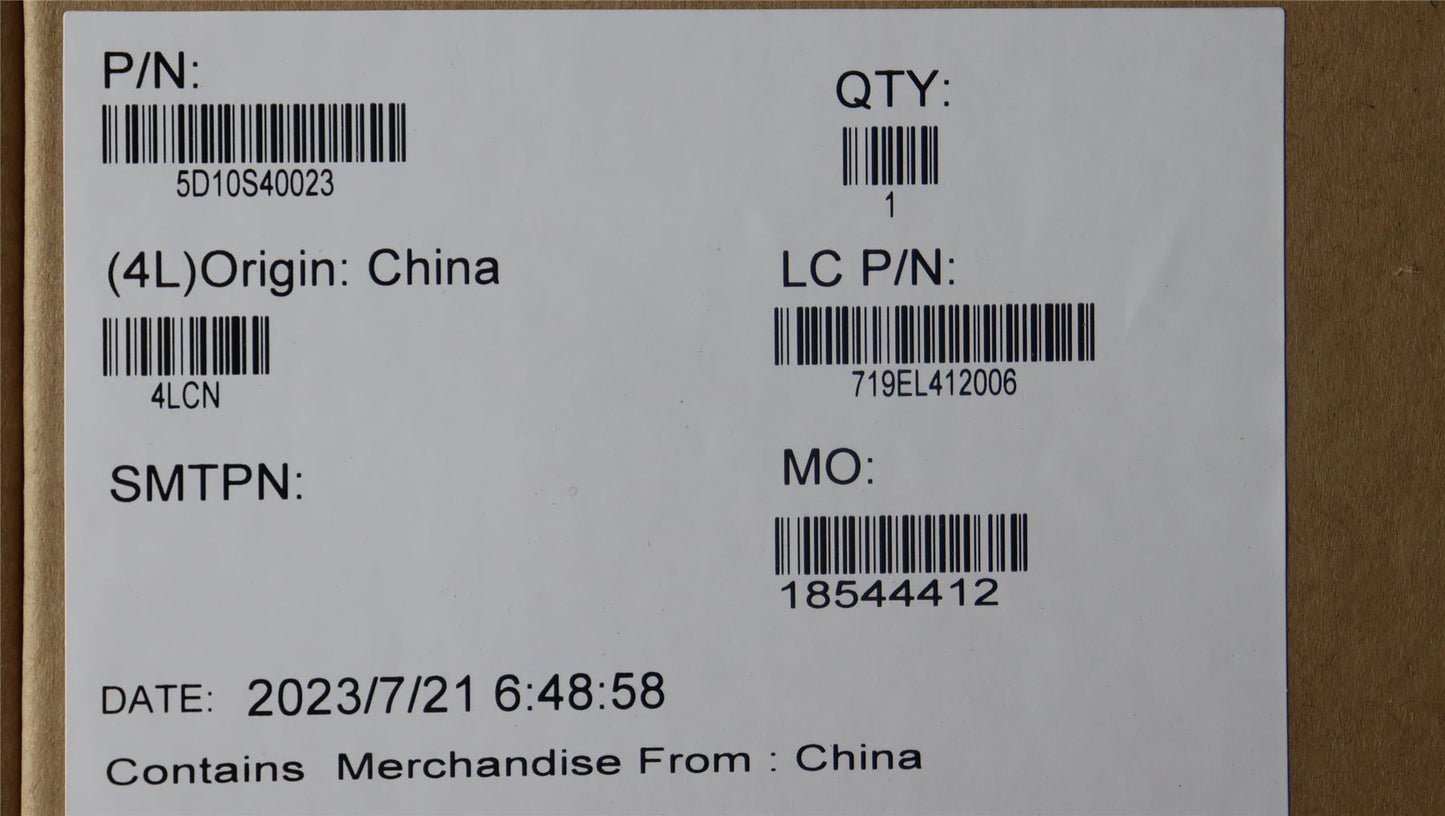 P/N:
5D10S40023
QTY:
1
(4L)Origin: China
4LCN
LC P/N:
719EL412006
SMTPN:
MO:
18544412
DATE: 2023/7/21 6:48:58
Contains Merchandise From : China